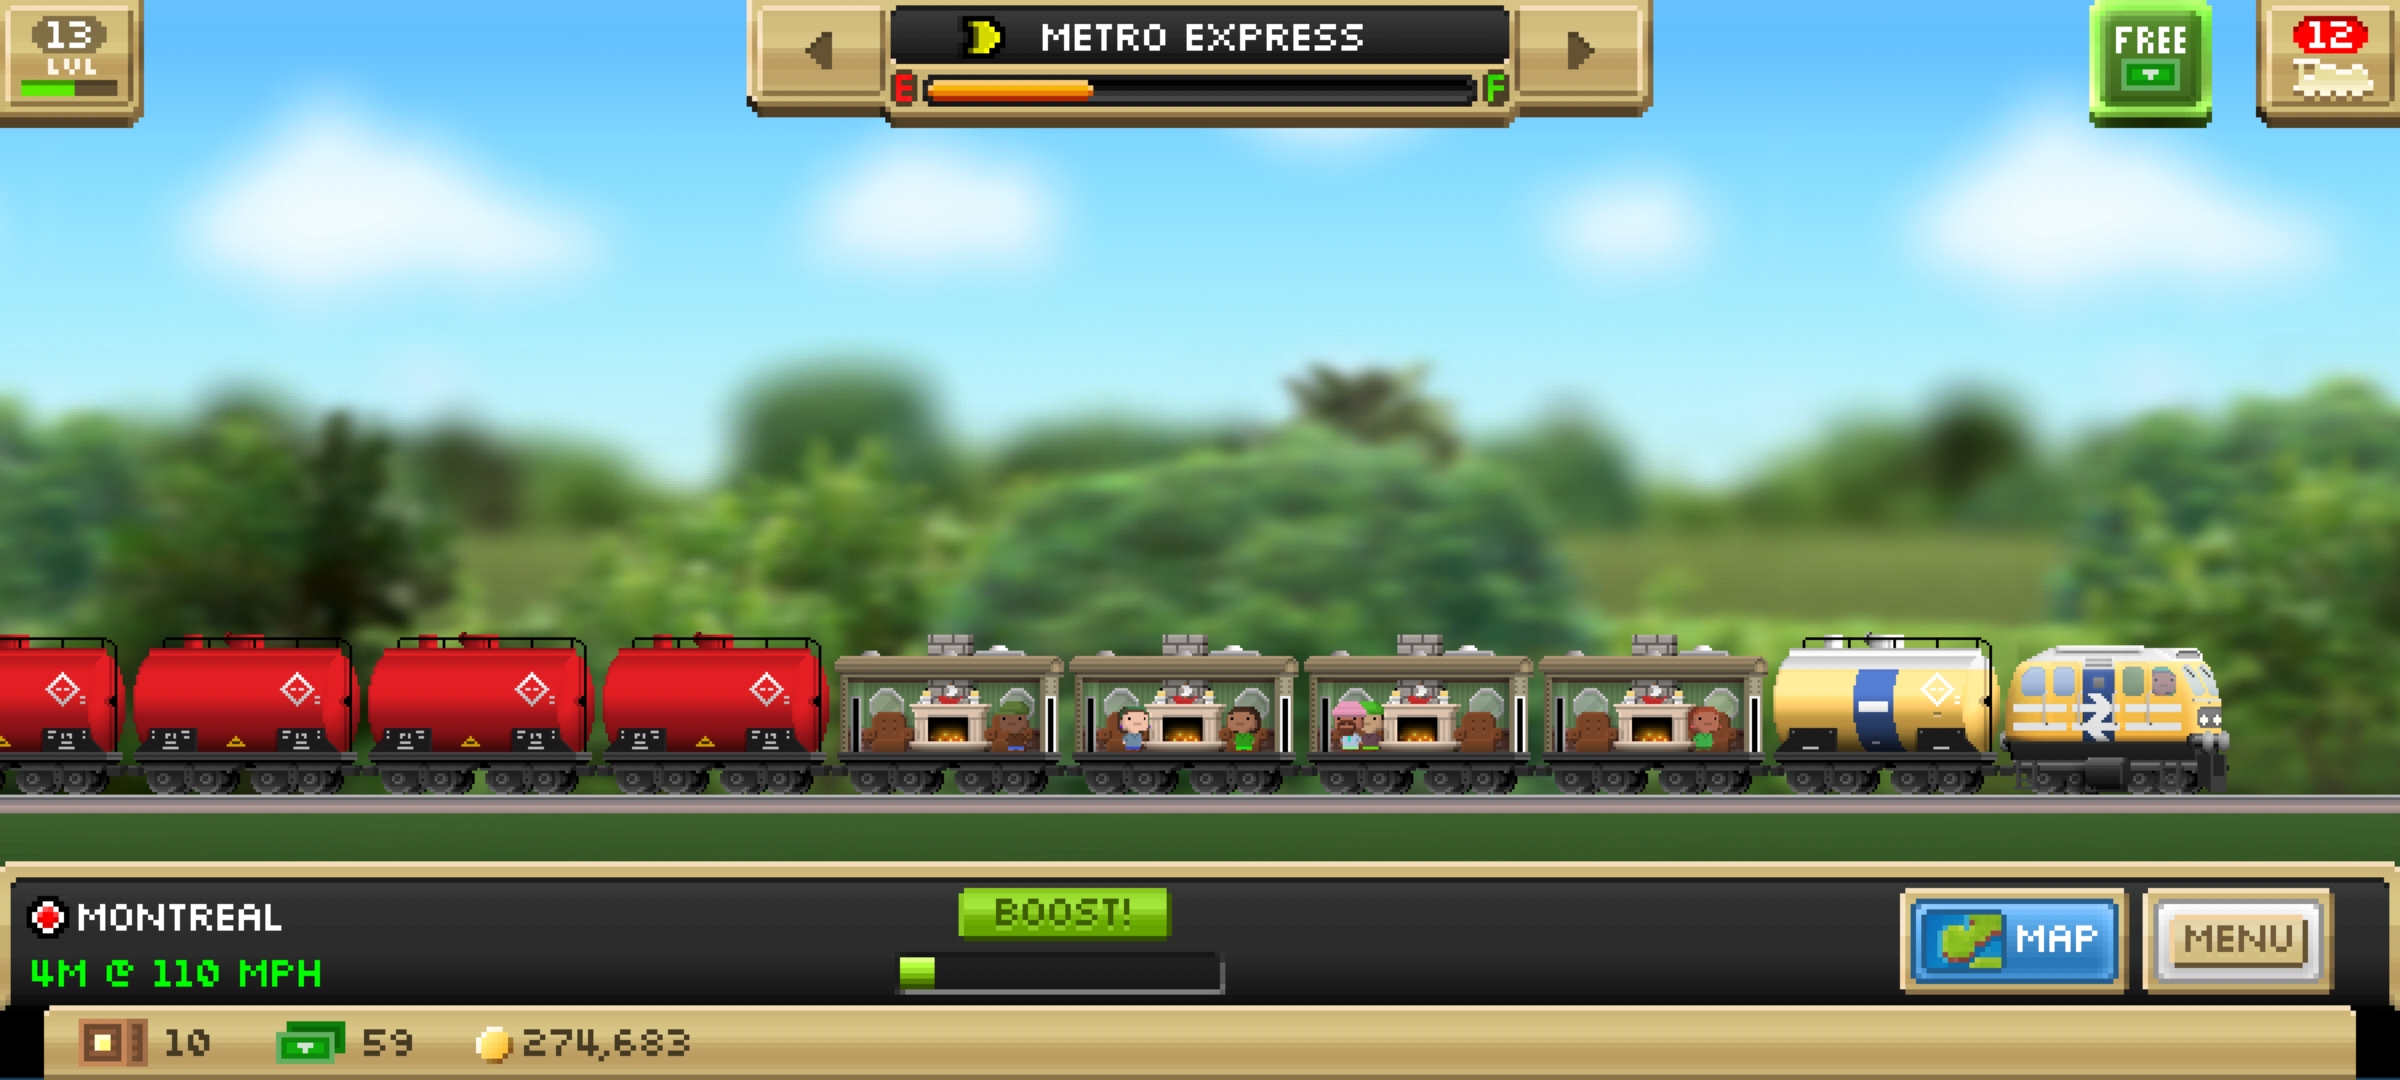 13
LVL
METRO EXPRESS
E F
FREE
12
MONTREAL
4M @ 110 MPH
BOOST!
MAP
MENU
10
59
274,683